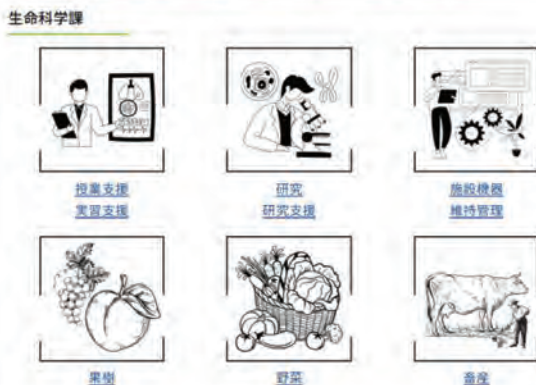 生命科学課
授業支援
実習支援
研究
研究支援
施設機器
維持管理
果樹
野菜
畜産